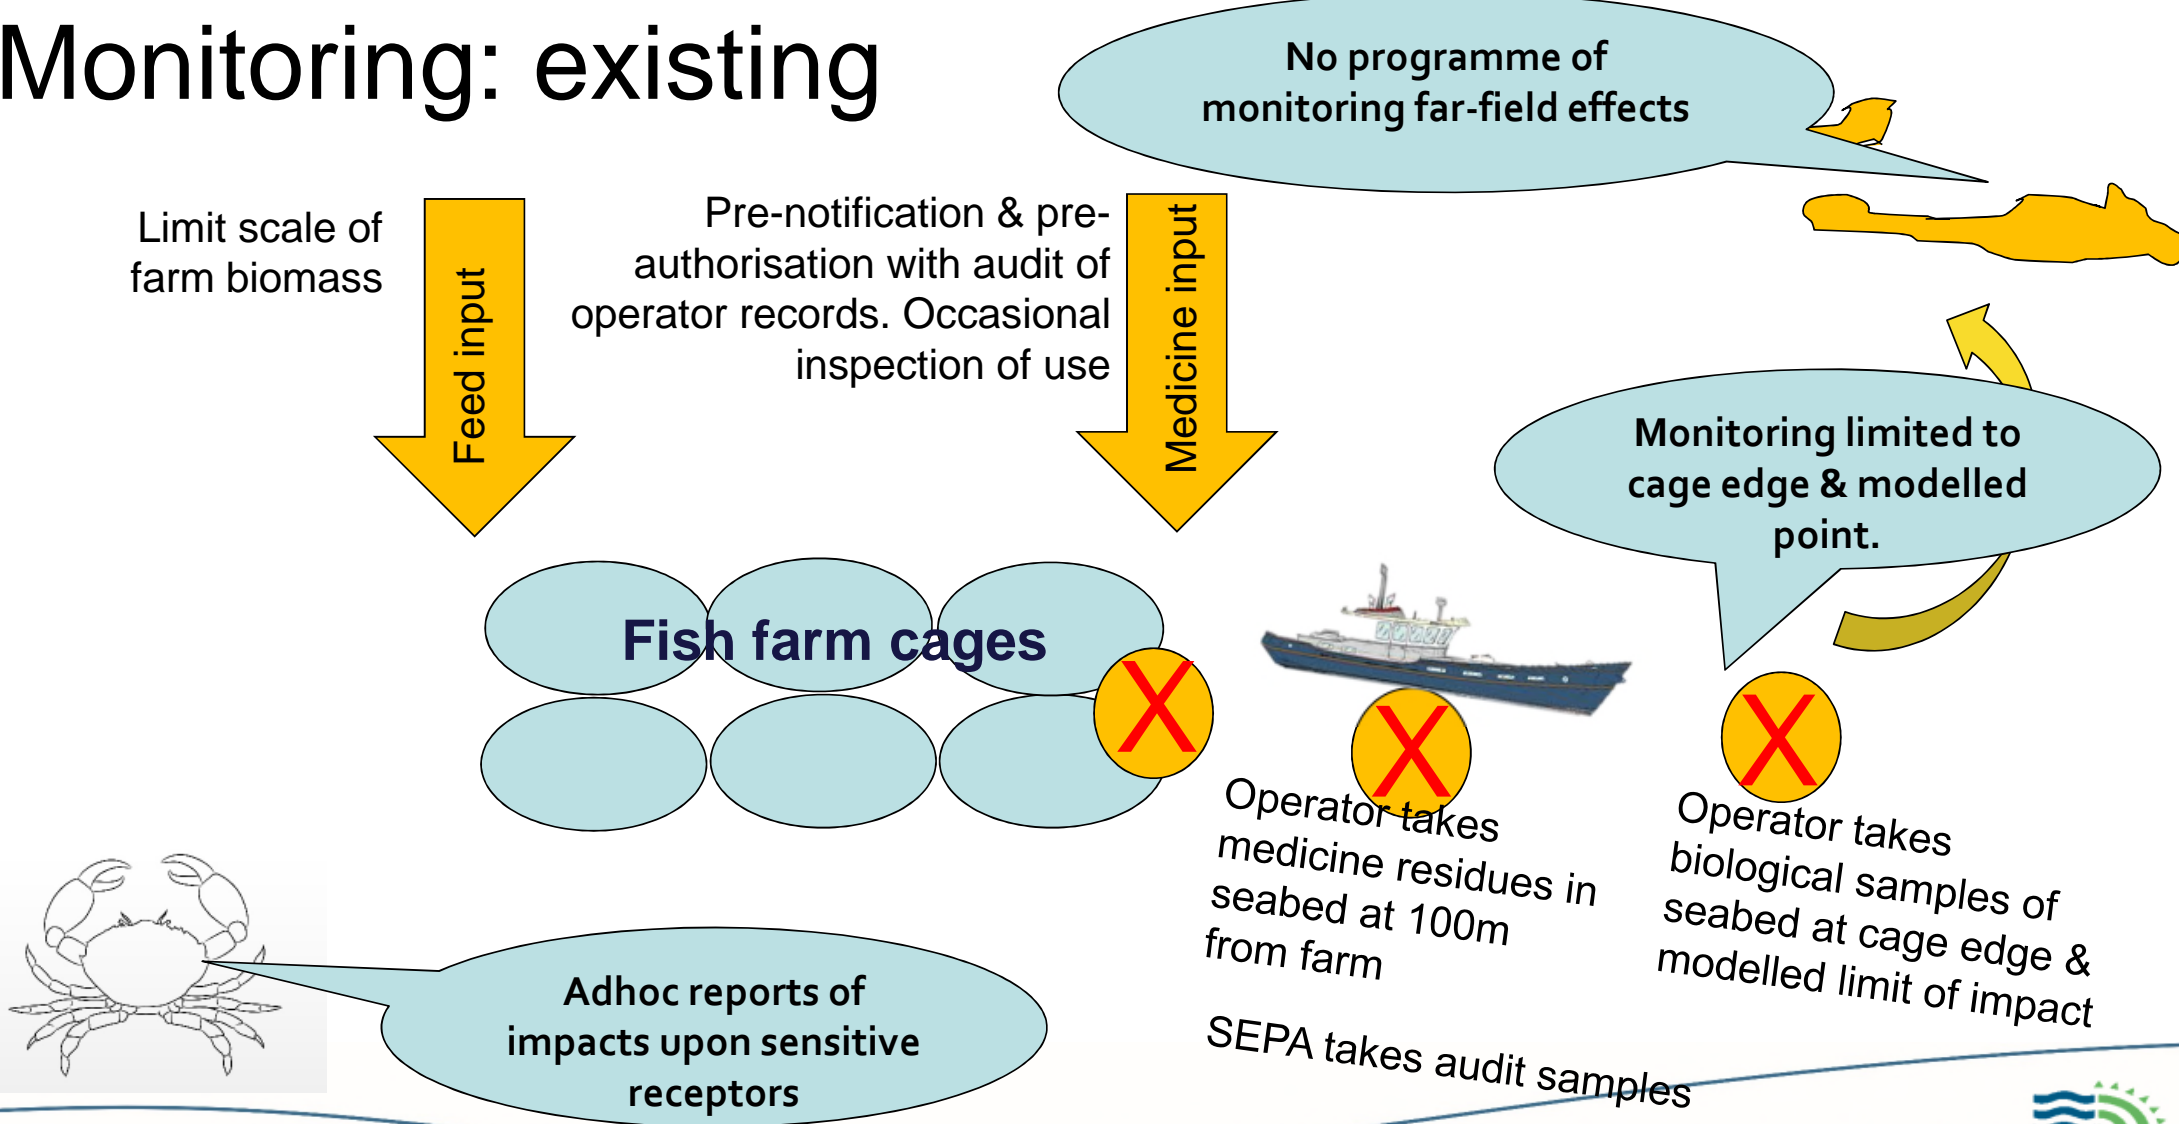 Monitoring: existing
No programme of
monitoring far-field effects
Limit scale of
farm biomass
Feed input
Pre-notification & pre-
authorisation with audit of
operator records. Occasional
inspection of use
Medicine input
Monitoring limited to
cage edge & modelled
point.
Fish farm cages
X
X
X
Operator takes
medicine residues in
seabed at 100m
from farm
SEPA takes audit samples
Operator takes
biological samples of
seabed at cage edge &
modelled limit of impact
Adhoc reports of
impacts upon sensitive
receptors